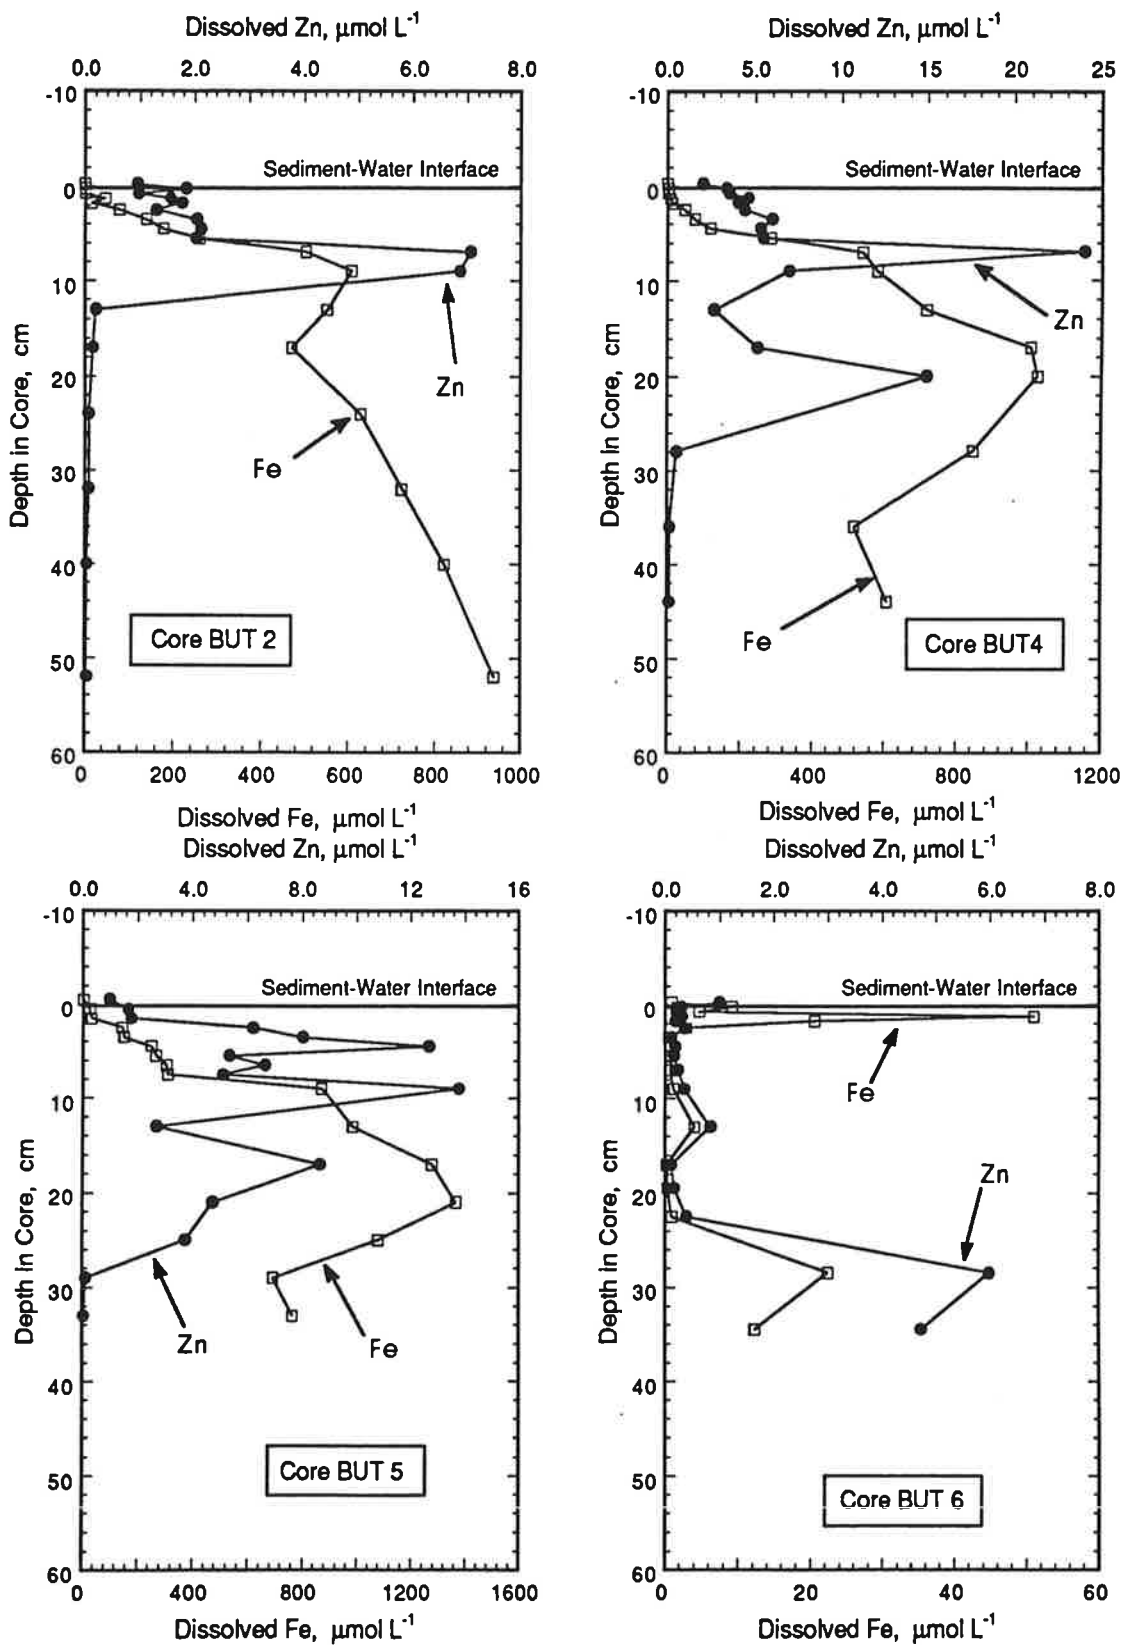 Dissolved Zn, µmol L⁻¹
0.0 2.0 4.0 6.0 8.0
-10
Sediment-Water Interface
0
10
20
30
40
50
60
Depth in Core, cm
Zn
Fe
Core BUT 2
0 200 400 600 800 1000
Dissolved Fe, µmol L⁻¹
Dissolved Zn, µmol L⁻¹
0.0 5.0 10 15 20 25
-10
Sediment-Water Interface
0
10
20
30
40
50
60
Depth in Core, cm
Zn
Fe
Core BUT4
0 400 800 1200
Dissolved Fe, µmol L⁻¹
Dissolved Zn, µmol L⁻¹
0.0 4.0 8.0 12 16
-10
Sediment-Water Interface
0
10
20
30
40
50
60
Depth in Core, cm
Zn
Fe
Core BUT 5
0 400 800 1200 1600
Dissolved Fe, µmol L⁻¹
Dissolved Zn, µmol L⁻¹
0.0 2.0 4.0 6.0 8.0
-10
Sediment-Water Interface
0
10
20
30
40
50
60
Depth in Core, cm
Fe
Zn
Core BUT 6
0 20 40 60
Dissolved Fe, µmol L⁻¹